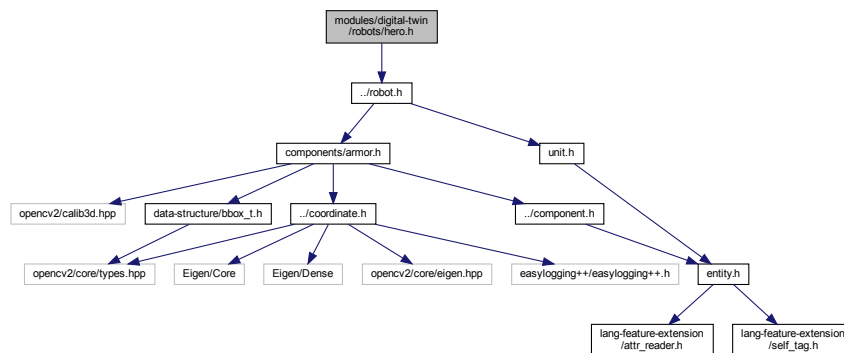 modules/digital-twin
/robots/hero.h
../robot.h
components/armor.h
unit.h
opencv2/calib3d.hpp
data-structure/bbox_t.h
../coordinate.h
../component.h
opencv2/core/types.hpp
Eigen/Core
Eigen/Dense
opencv2/core/eigen.hpp
easylogging++/easylogging++.h
entity.h
lang-feature-extension
/attr_reader.h
lang-feature-extension
/self_tag.h